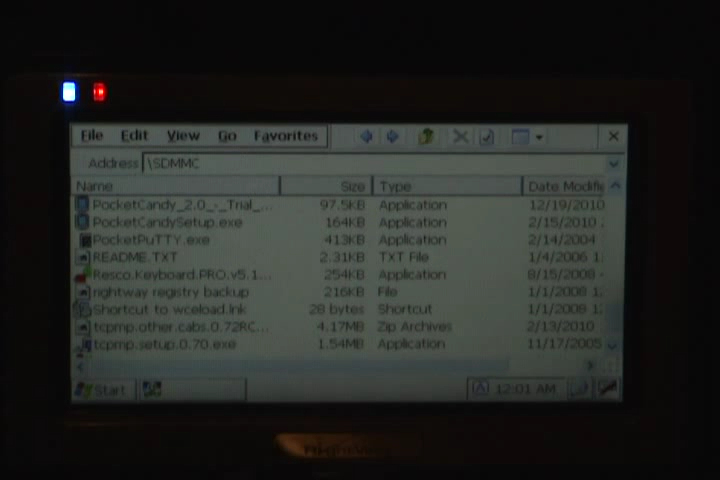 File Edit View Go Favorites
Address \SDMMC
Name Size Type Date Modifie
PocketCandy_2.0_-_Trial_... 97.5KB Application 12/19/2010
PocketCandySetup.exe 164KB Application 2/15/2010
PocketPuTTY.exe 413KB Application 2/14/2004
README.TXT 2.31KB TXT File 1/4/2006 1
Resco.Keyboard.PRO.v5.1... 254KB Application 8/15/2008
rightway registry backup 216KB File 1/1/2008 1
Shortcut to wceload.lnk 28 bytes Shortcut 1/1/2008 1
tcpmp.other.cabs.0.72RC... 4.17MB Zip Archives 2/13/2010
tcpmp.setup.0.70.exe 1.54MB Application 11/17/2005
Start A 12:01 AM